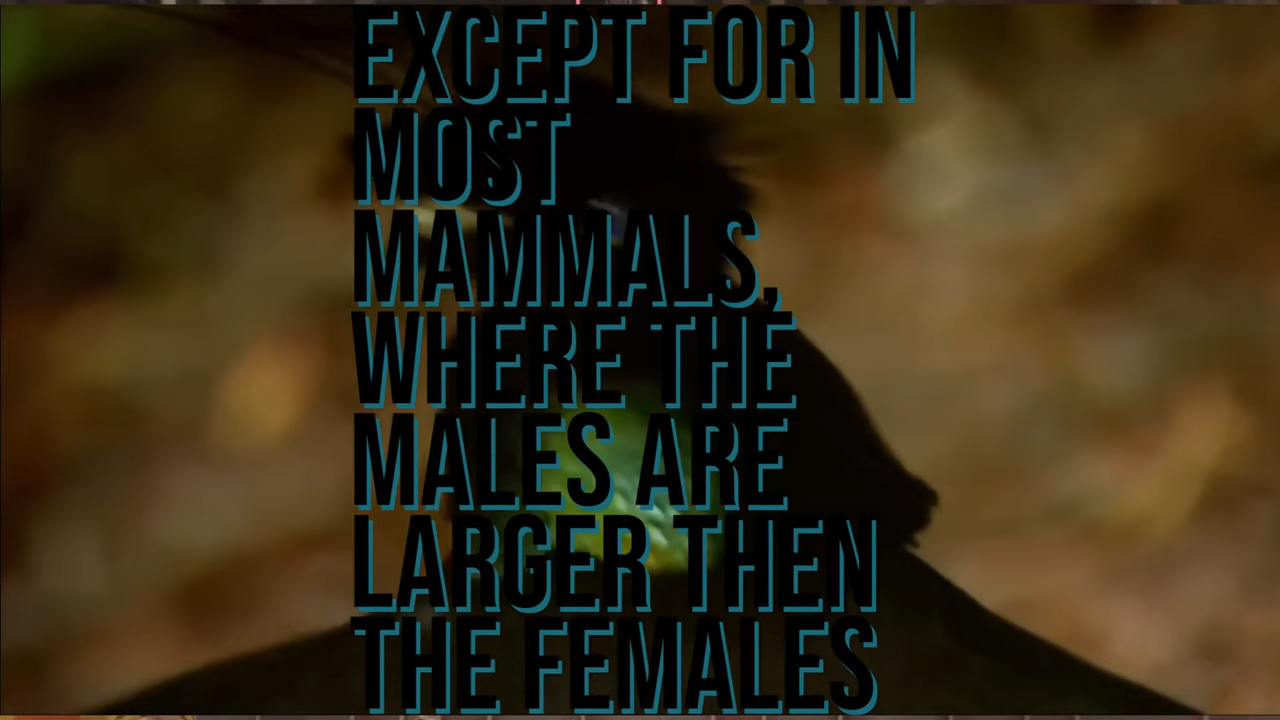 EXCEPT FOR IN
MOST
MAMMALS,
WHERE THE
MALES ARE
LARGER THEN
THE FEMALES